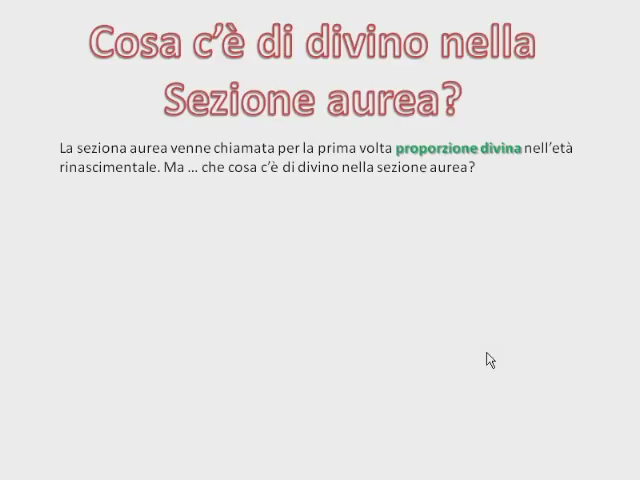 Cosa c’è di divino nella
Sezione aurea?
La seziona aurea venne chiamata per la prima volta proporzione divina nell’età
rinascimentale. Ma ... che cosa c’è di divino nella sezione aurea?